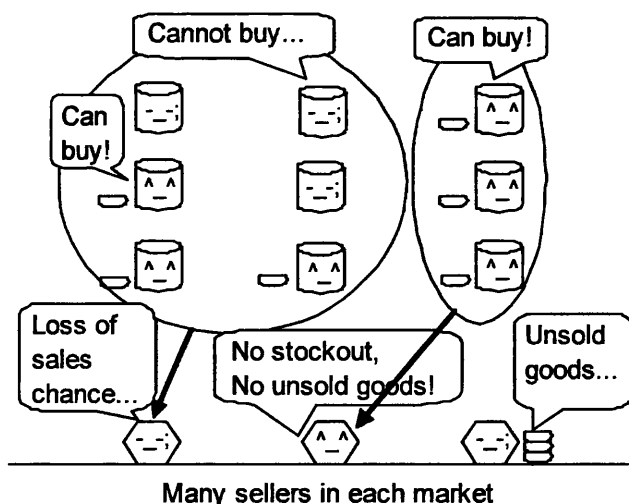 Cannot buy...
Can buy!
Can
buy!
Loss of
sales
chance...
No stockout,
No unsold goods!
Unsold
goods...
Many sellers in each market